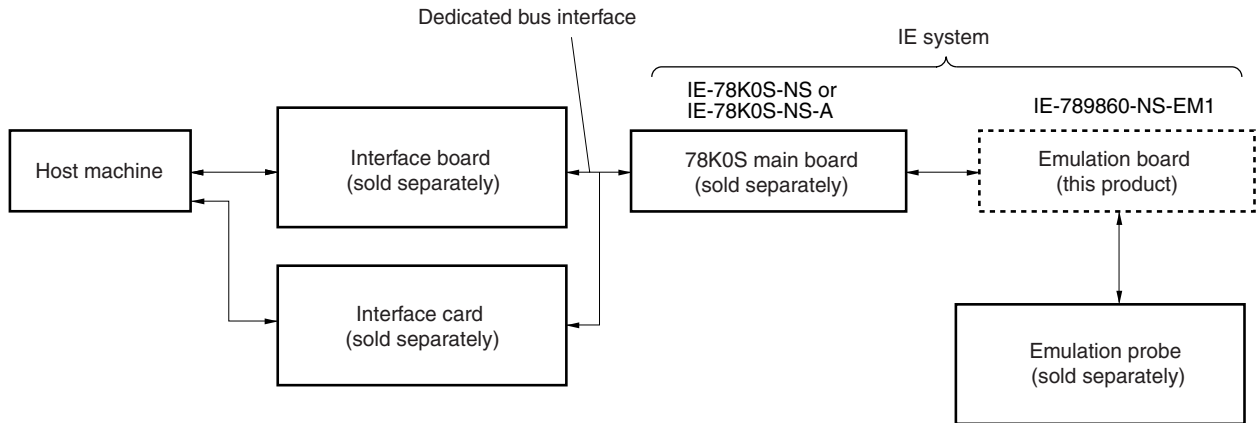 Dedicated bus interface
IE system
IE-78K0S-NS or
IE-78K0S-NS-A
IE-789860-NS-EM1
Host machine
Interface board
(sold separately)
78K0S main board
(sold separately)
Emulation board
(this product)
Interface card
(sold separately)
Emulation probe
(sold separately)